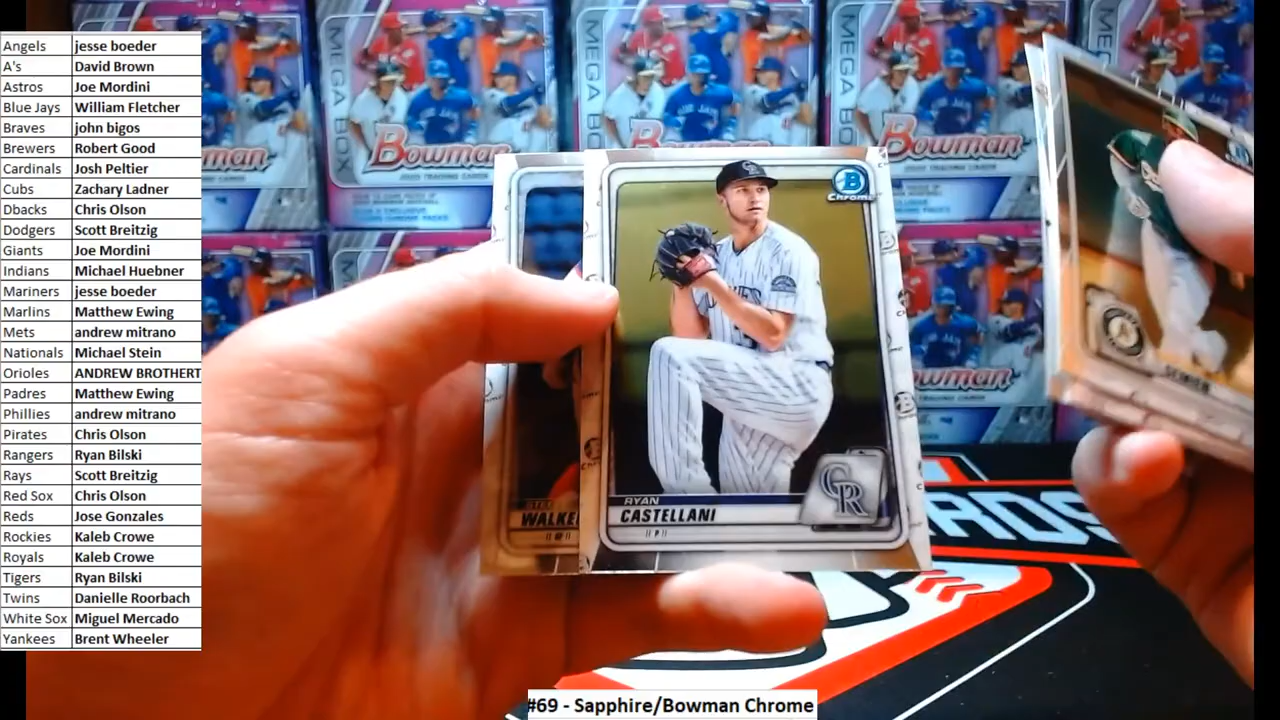 Angels jesse boeder
A's David Brown
Astros Joe Mordini
Blue Jays William Fletcher
Braves john bigos
Brewers Robert Good
Cardinals Josh Peltier
Cubs Zachary Ladner
Dbacks Chris Olson
Dodgers Scott Breitzig
Giants Joe Mordini
Indians Michael Huebner
Mariners jesse boeder
Marlins Matthew Ewing
Mets andrew mitrano
Nationals Michael Stein
Orioles ANDREW BROTHERT
Padres Matthew Ewing
Phillies andrew mitrano
Pirates Chris Olson
Rangers Ryan Bilski
Rays Scott Breitzig
Red Sox Chris Olson
Reds Jose Gonzales
Rockies Kaleb Crowe
Royals Kaleb Crowe
Tigers Ryan Bilski
Twins Danielle Roorbach
White Sox Miguel Mercado
Yankees Brent Wheeler
MEGA BOX
Bowman
MEGA BOX
Bowman
Bowman
B
Chrome
CR
RYAN
CASTELLANI
P
CR
WALKE
#69 - Sapphire/Bowman Chrome